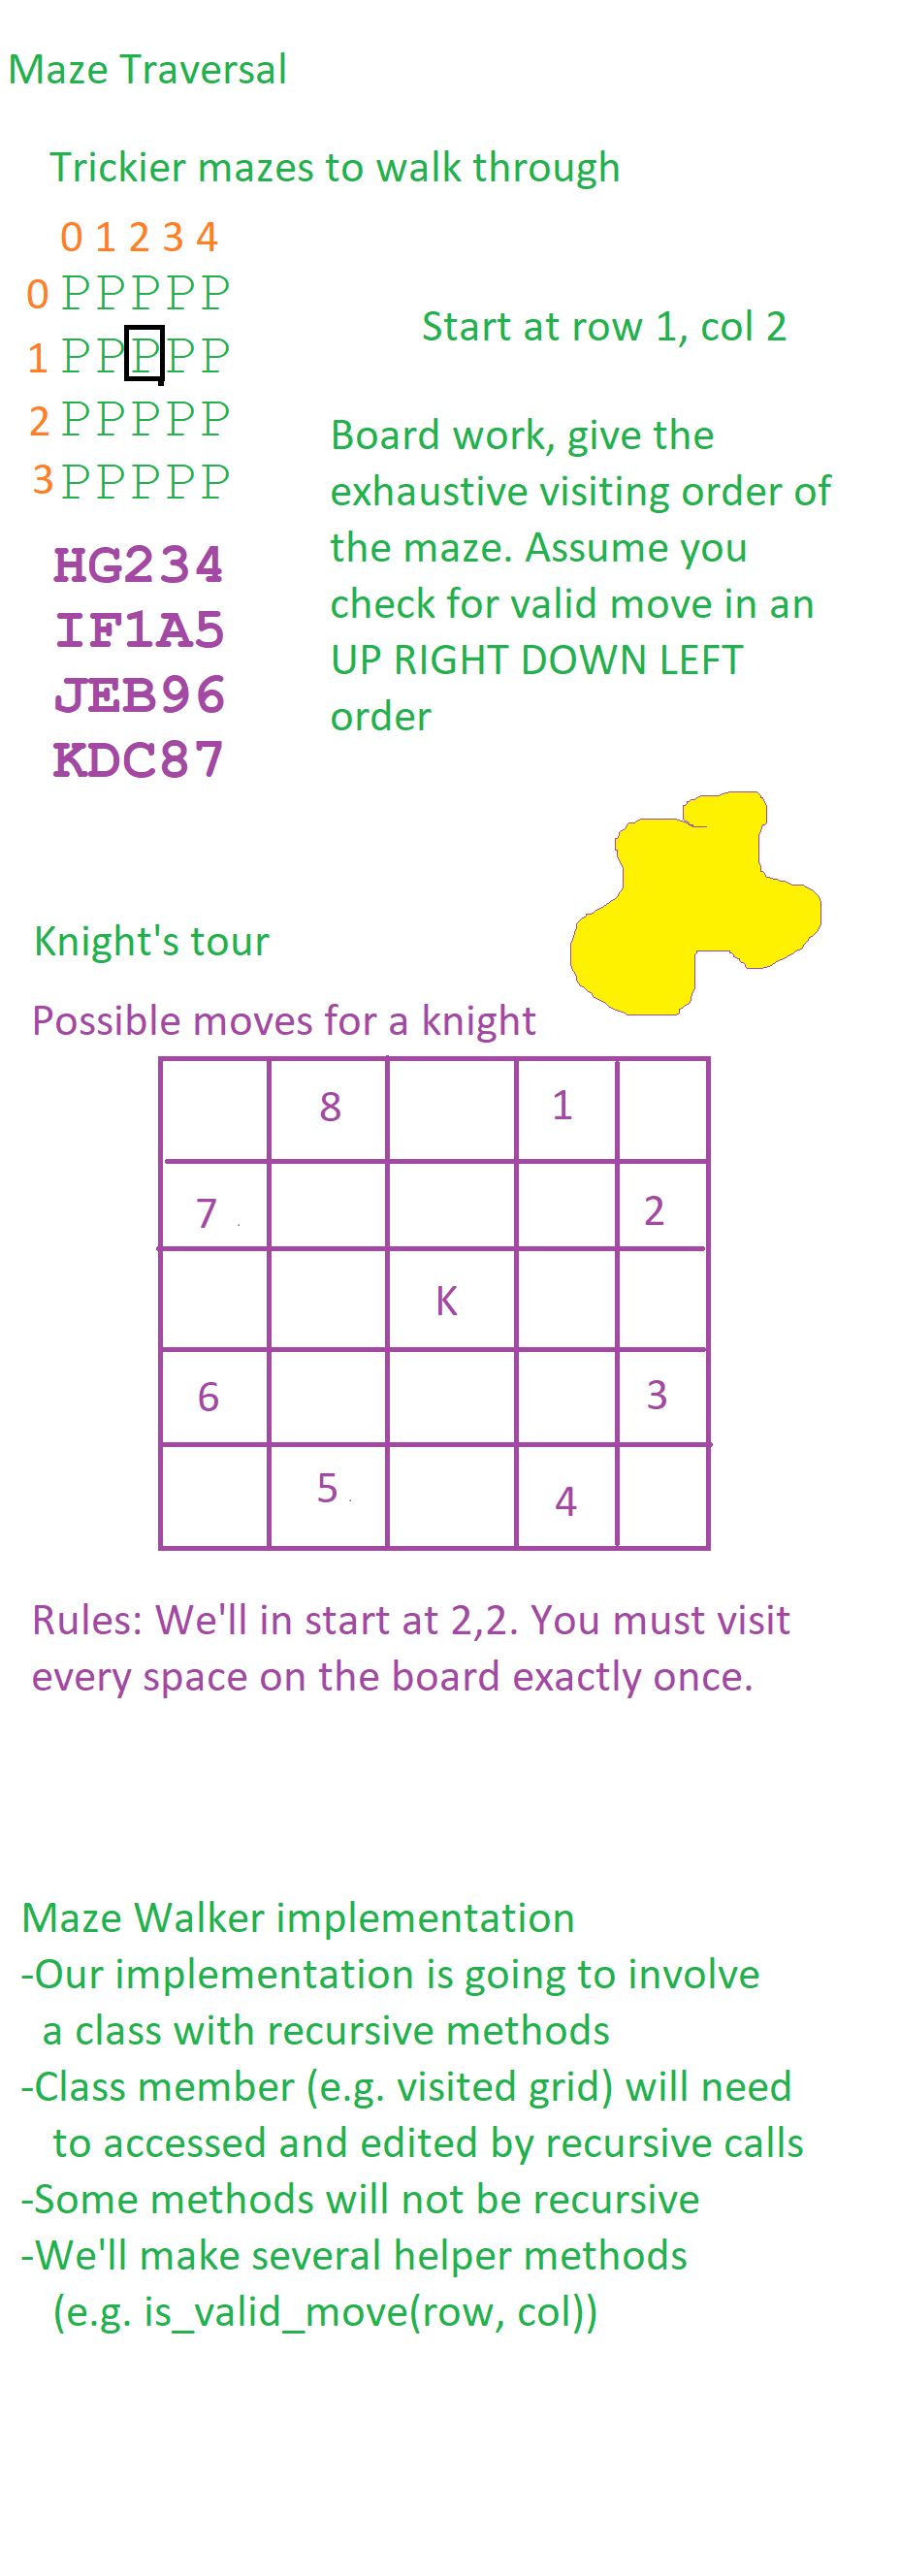 Maze Traversal
Trickier mazes to walk through
0 1 2 3 4
0 PPPPP
1 PPPPP
2 PPPPP
3 PPPPP
Start at row 1, col 2
Board work, give the
exhaustive visiting order of
the maze. Assume you
check for valid move in an
UP RIGHT DOWN LEFT
order
HG234
IF1A5
JEB96
KDC87
Knight's tour
Possible moves for a knight
8 1
7 2
K
6 3
5 4
Rules: We'll in start at 2,2. You must visit
every space on the board exactly once.
Maze Walker implementation
-Our implementation is going to involve
a class with recursive methods
-Class member (e.g. visited grid) will need
to accessed and edited by recursive calls
-Some methods will not be recursive
-We'll make several helper methods
(e.g. is_valid_move(row, col))